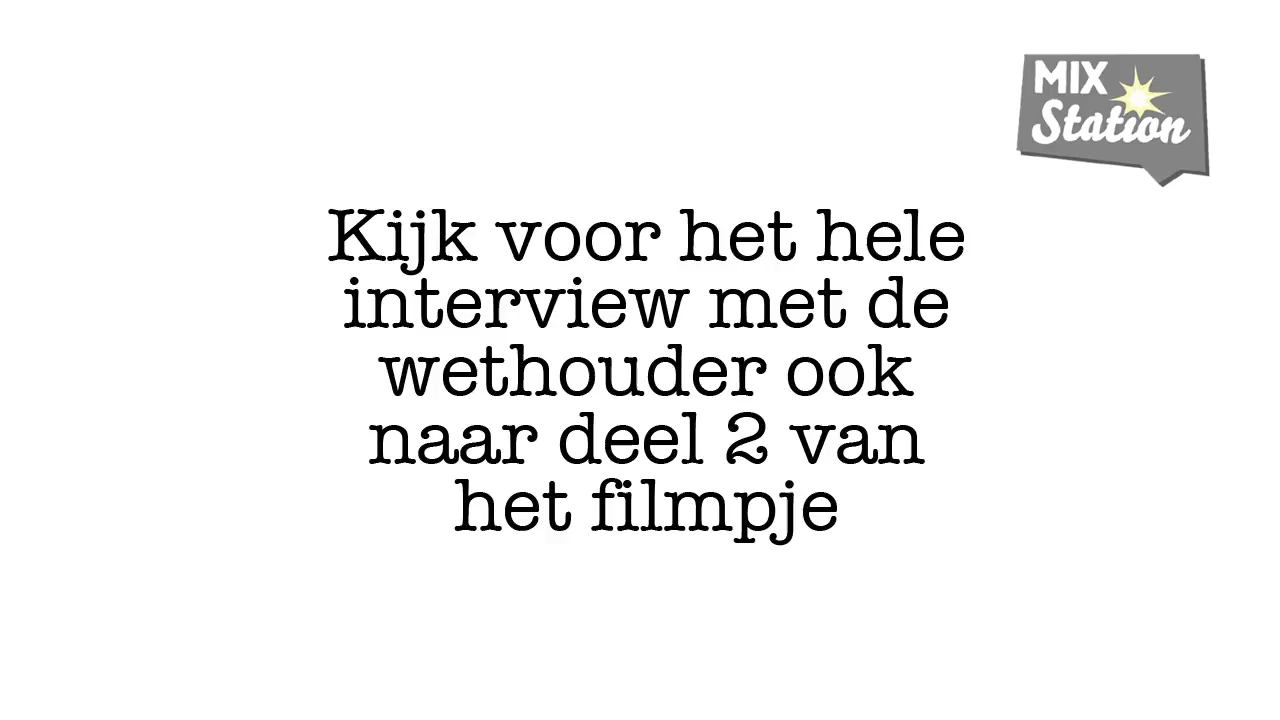 MIX
Station
Kijk voor het hele
interview met de
wethouder ook
naar deel 2 van
het filmpje